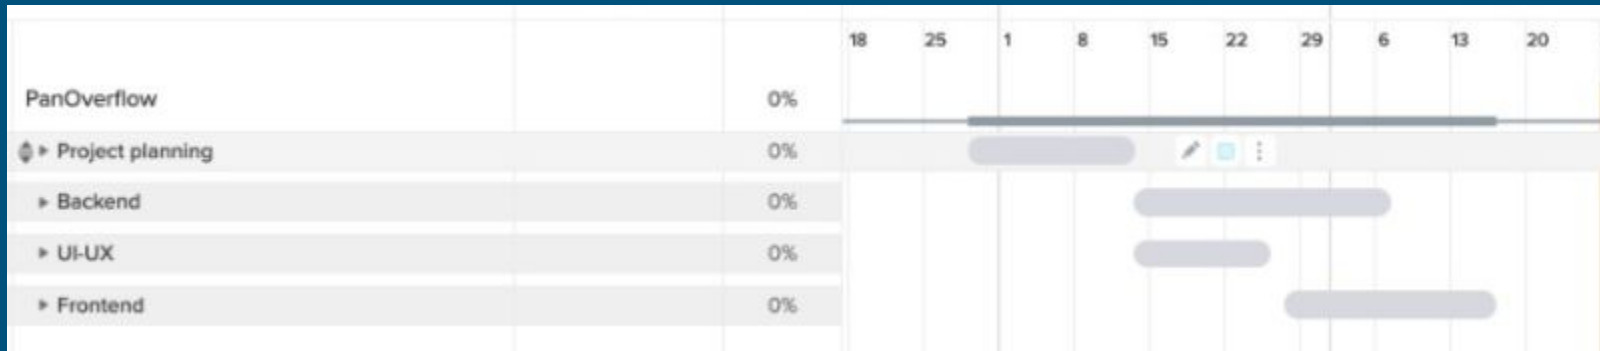 18 25 1 8 15 22 29 6 13 20
PanOverflow 0%
Project planning 0%
Backend 0%
UI-UX 0%
Frontend 0%